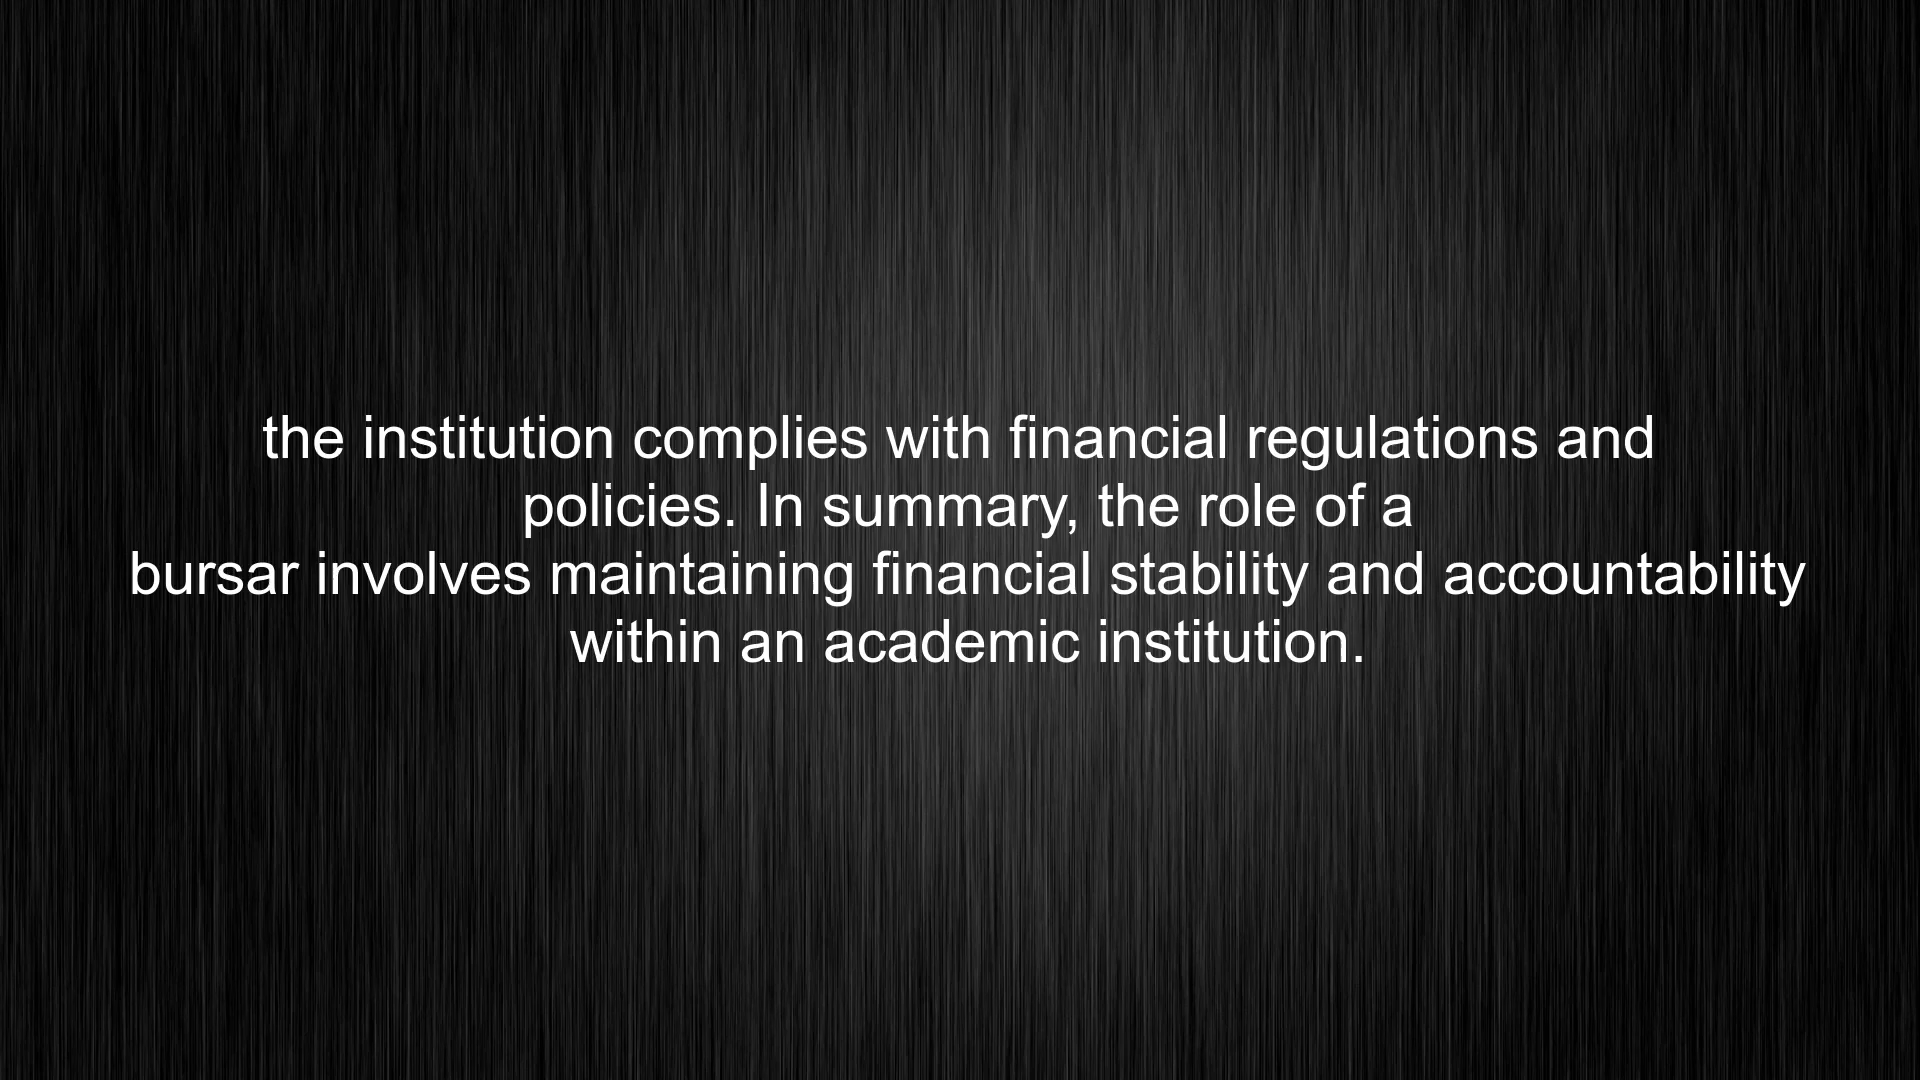 the institution complies with financial regulations and
policies. In summary, the role of a
bursar involves maintaining financial stability and accountability
within an academic institution.